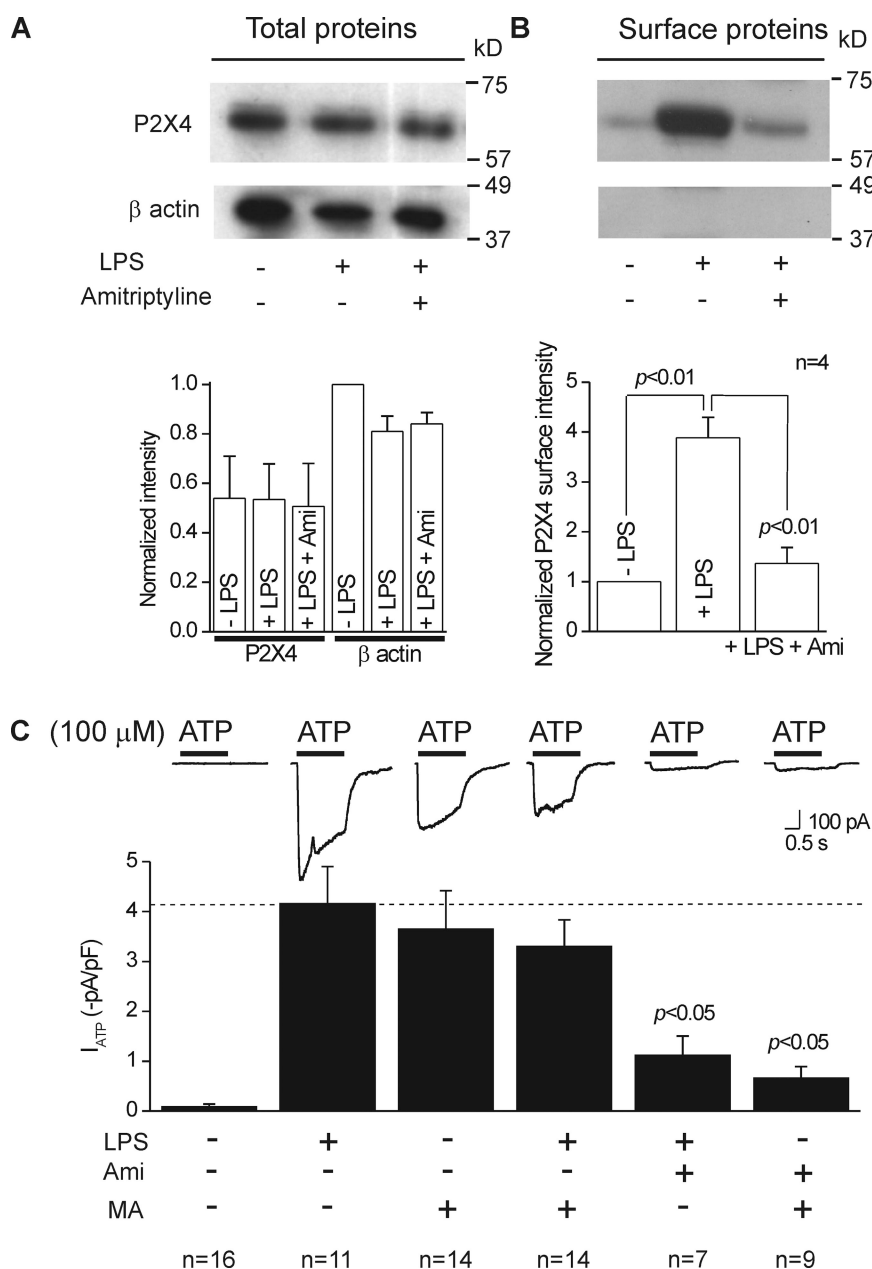 A
Total proteins
kD
P2X4
75
57
β actin
49
37
LPS - + +
Amitriptyline - - +
Normalized intensity
1.0
0.8
0.6
0.4
0.2
0.0
- LPS
+ LPS
+ LPS + Ami
- LPS
+ LPS
+ LPS + Ami
P2X4
β actin
B
Surface proteins
kD
75
57
49
37
- + +
- - +
Normalized P2X4 surface intensity
n=4
5
4
3
2
1
0
p<0.01
p<0.01
- LPS
+ LPS
+ LPS + Ami
C (100 μM) ATP ATP ATP ATP ATP ATP
100 pA
0.5 s
I_ATP (-pA/pF)
5
4
3
2
1
0
p<0.05
p<0.05
LPS - + - + + -
Ami - - - - + +
MA - - + + - +
n=16 n=11 n=14 n=14 n=7 n=9